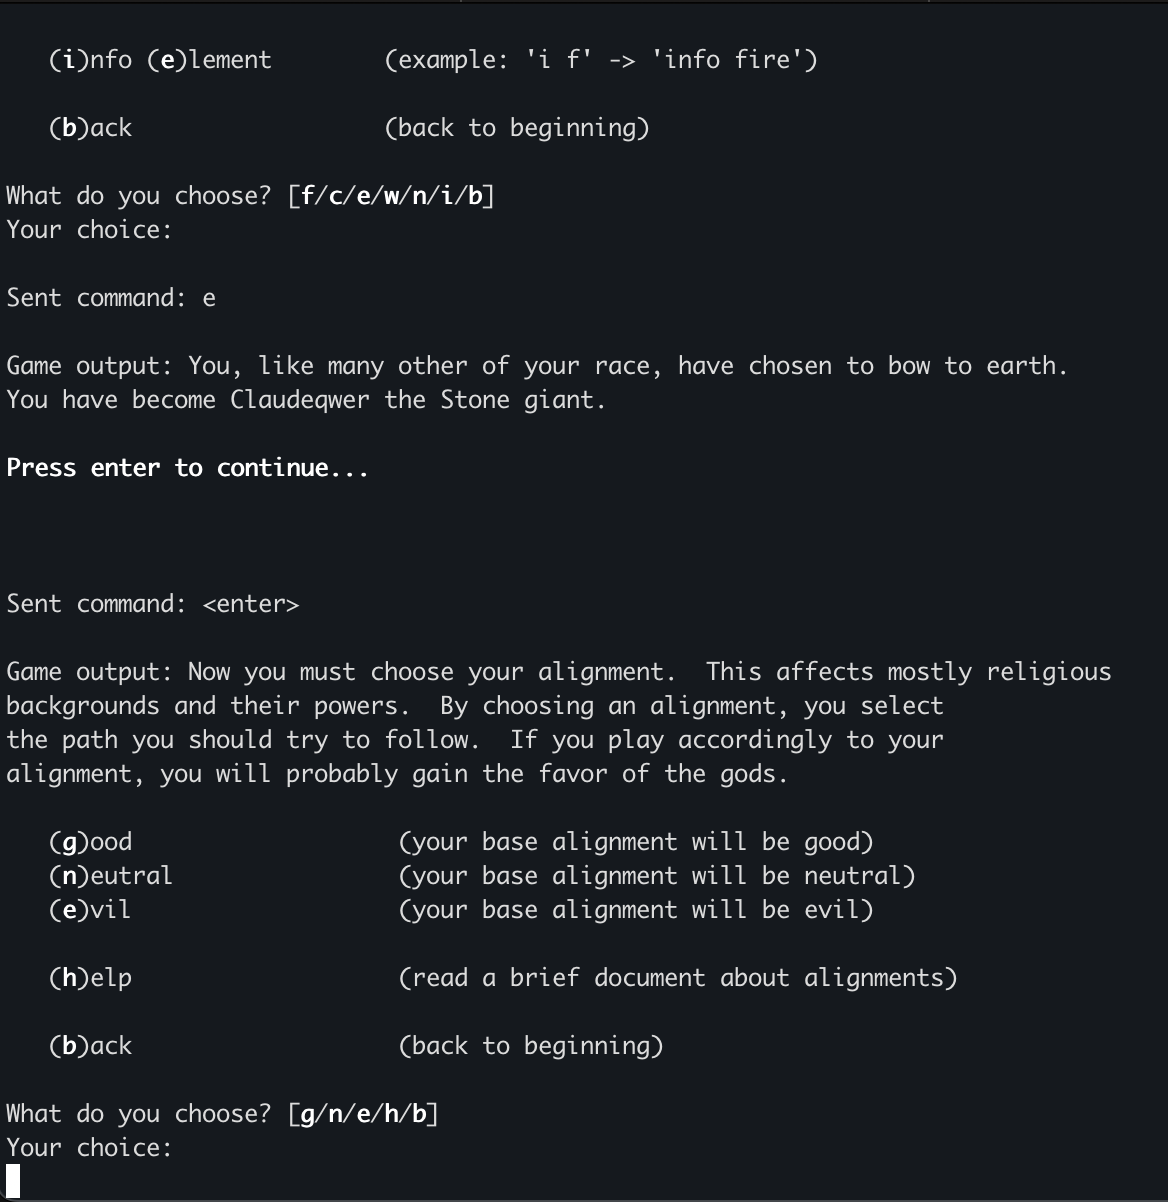 (i)nfo (e)lement        (example: 'i f' -> 'info fire')
(b)ack                  (back to beginning)
What do you choose? [f/c/e/w/n/i/b]
Your choice:
Sent command: e
Game output: You, like many other of your race, have chosen to bow to earth.
You have become Claudeqwer the Stone giant.
Press enter to continue...
Sent command: <enter>
Game output: Now you must choose your alignment.  This affects mostly religious
backgrounds and their powers.  By choosing an alignment, you select
the path you should try to follow.  If you play accordingly to your
alignment, you will probably gain the favor of the gods.
(g)ood                   (your base alignment will be good)
(n)eutral                (your base alignment will be neutral)
(e)vil                   (your base alignment will be evil)
(h)elp                   (read a brief document about alignments)
(b)ack                   (back to beginning)
What do you choose? [g/n/e/h/b]
Your choice: